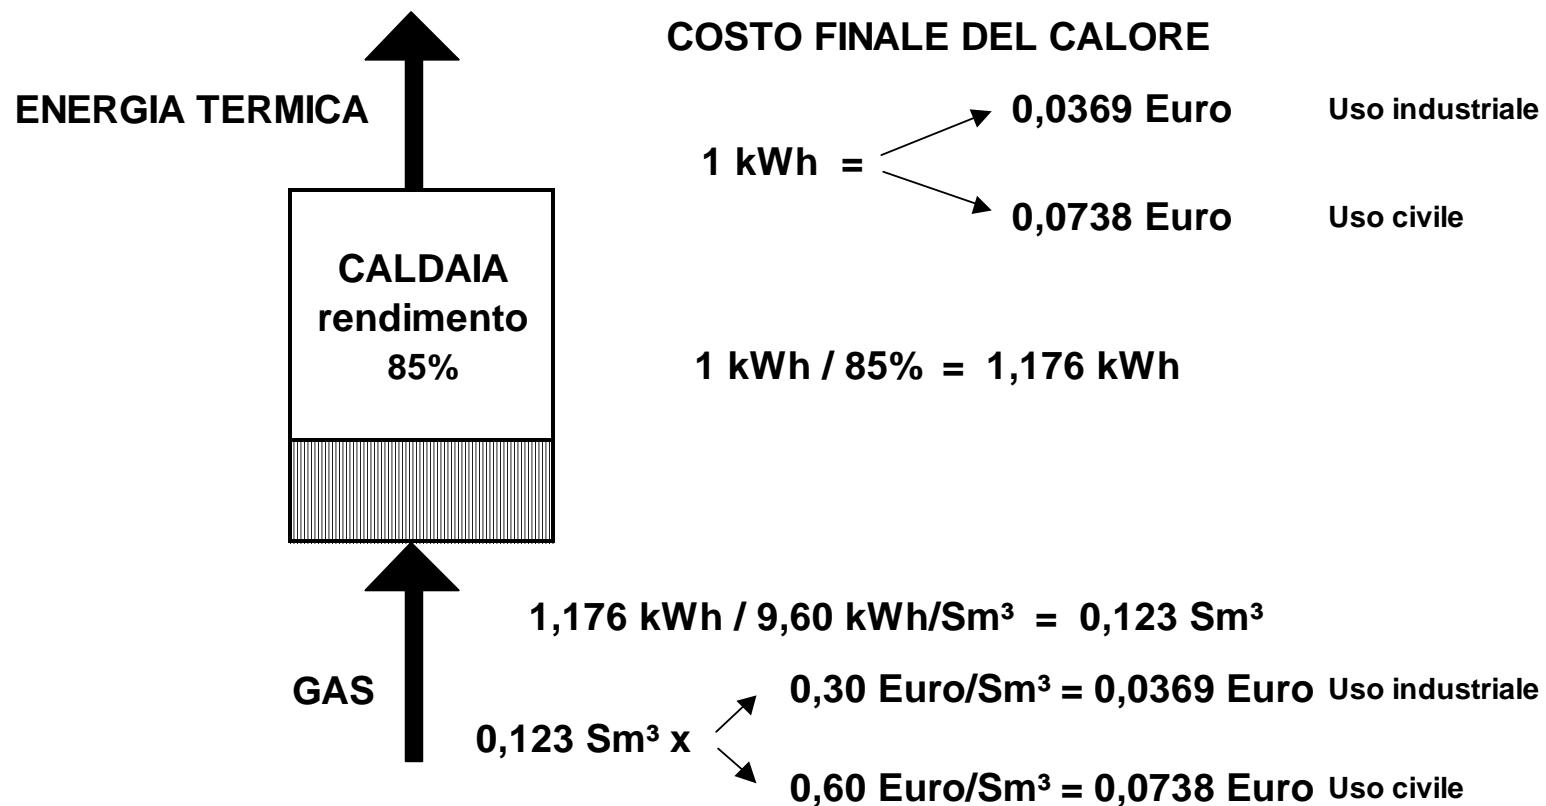 COSTO FINALE DEL CALORE
ENERGIA TERMICA
0,0369 Euro Uso industriale
1 kWh =
0,0738 Euro Uso civile
CALDAIA
rendimento
85%
1 kWh / 85% = 1,176 kWh
1,176 kWh / 9,60 kWh/Sm³ = 0,123 Sm³
GAS
0,30 Euro/Sm³ = 0,0369 Euro Uso industriale
0,123 Sm³ x
0,60 Euro/Sm³ = 0,0738 Euro Uso civile